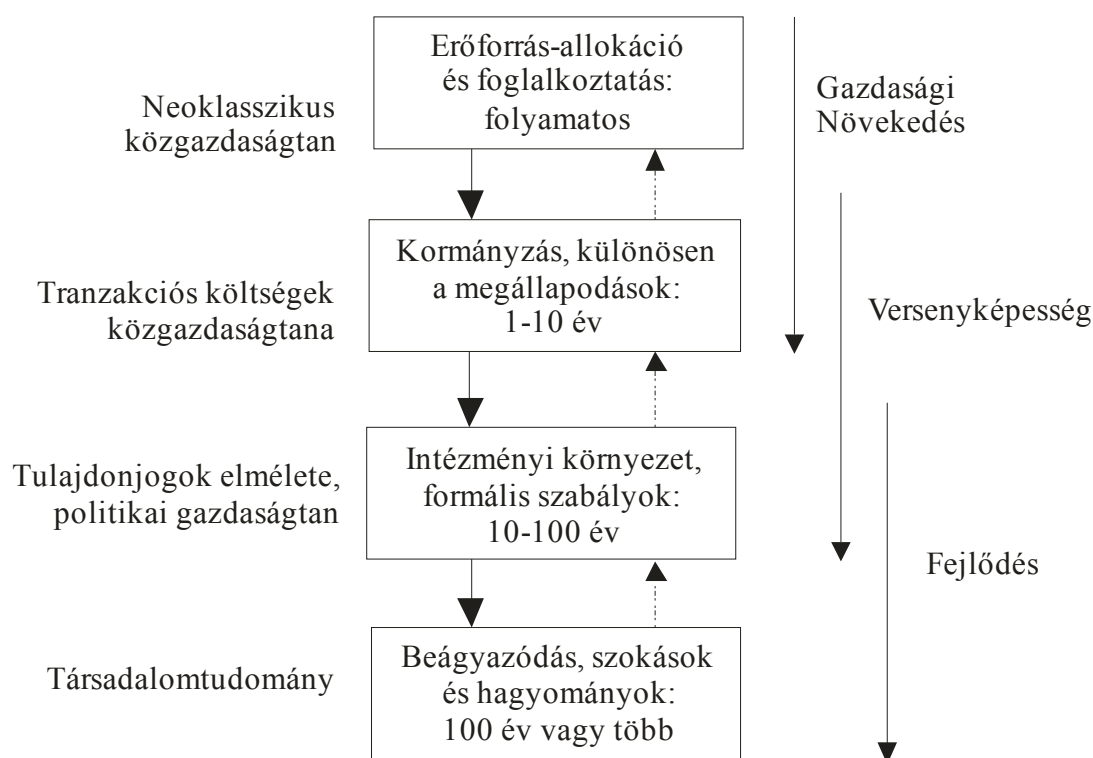 Erőforrás-allokáció
és foglalkoztatás:
folyamatos
Neoklasszikus
közgazdaságtan
Gazdasági
Növekedés
Kormányzás, különösen
a megállapodások:
1-10 év
Tranzakciós költségek
közgazdaságtana
Versenyképesség
Intézményi környezet,
formális szabályok:
10-100 év
Tulajdonjogok elmélete,
politikai gazdaságtan
Fejlődés
Beágyazódás, szokások
és hagyományok:
100 év vagy több
Társadalomtudomány